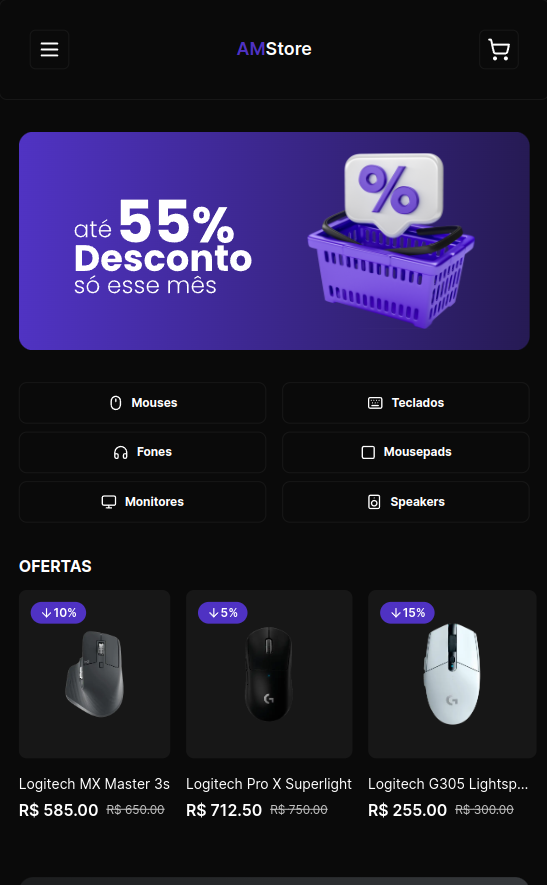 AMStore
até 55%
Desconto
só esse mês
%
Mouses
Teclados
Fones
Mousepads
Monitores
Speakers
OFERTAS
10%
5%
15%
Logitech MX Master 3s
Logitech Pro X Superlight
Logitech G305 Lightsp...
R$ 585.00 R$ 650.00
R$ 712.50 R$ 750.00
R$ 255.00 R$ 300.00